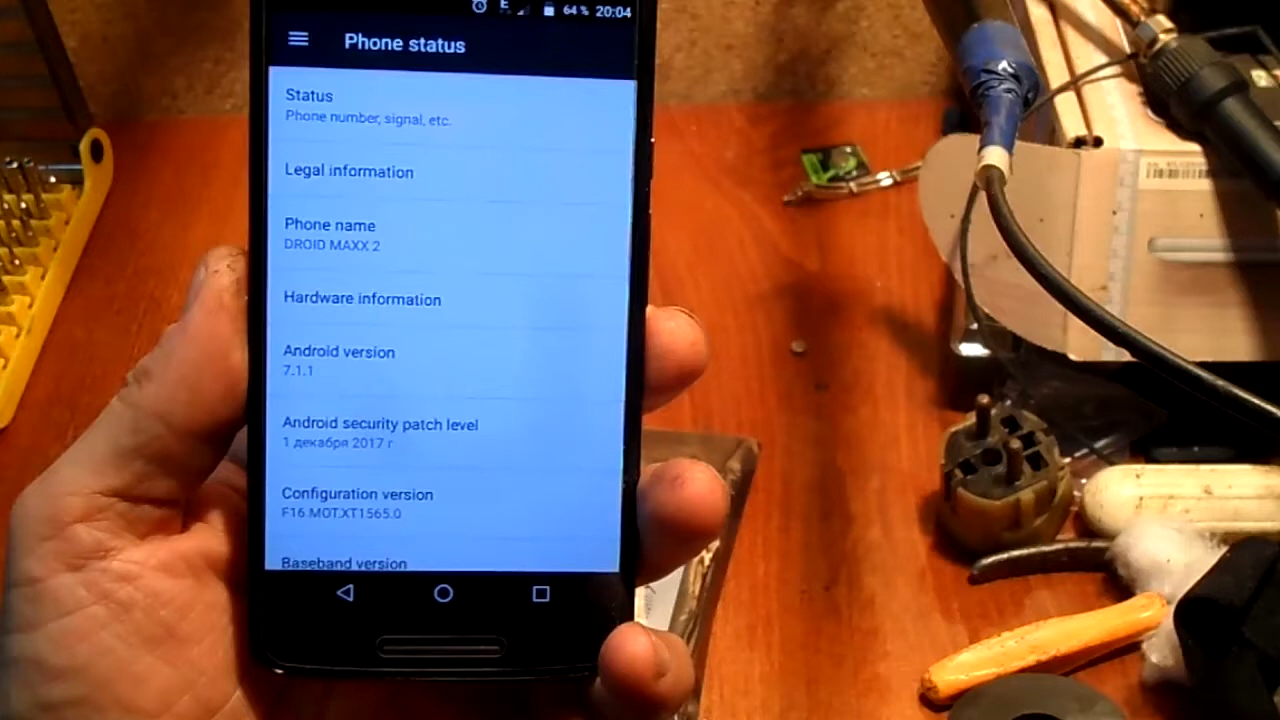 E 64 % 20:04
Phone status
Status
Phone number, signal, etc.
Legal information
Phone name
DROID MAXX 2
Hardware information
Android version
7.1.1
Android security patch level
1 декабря 2017 г
Configuration version
F16 MOT.XT1565.0
Baseband version